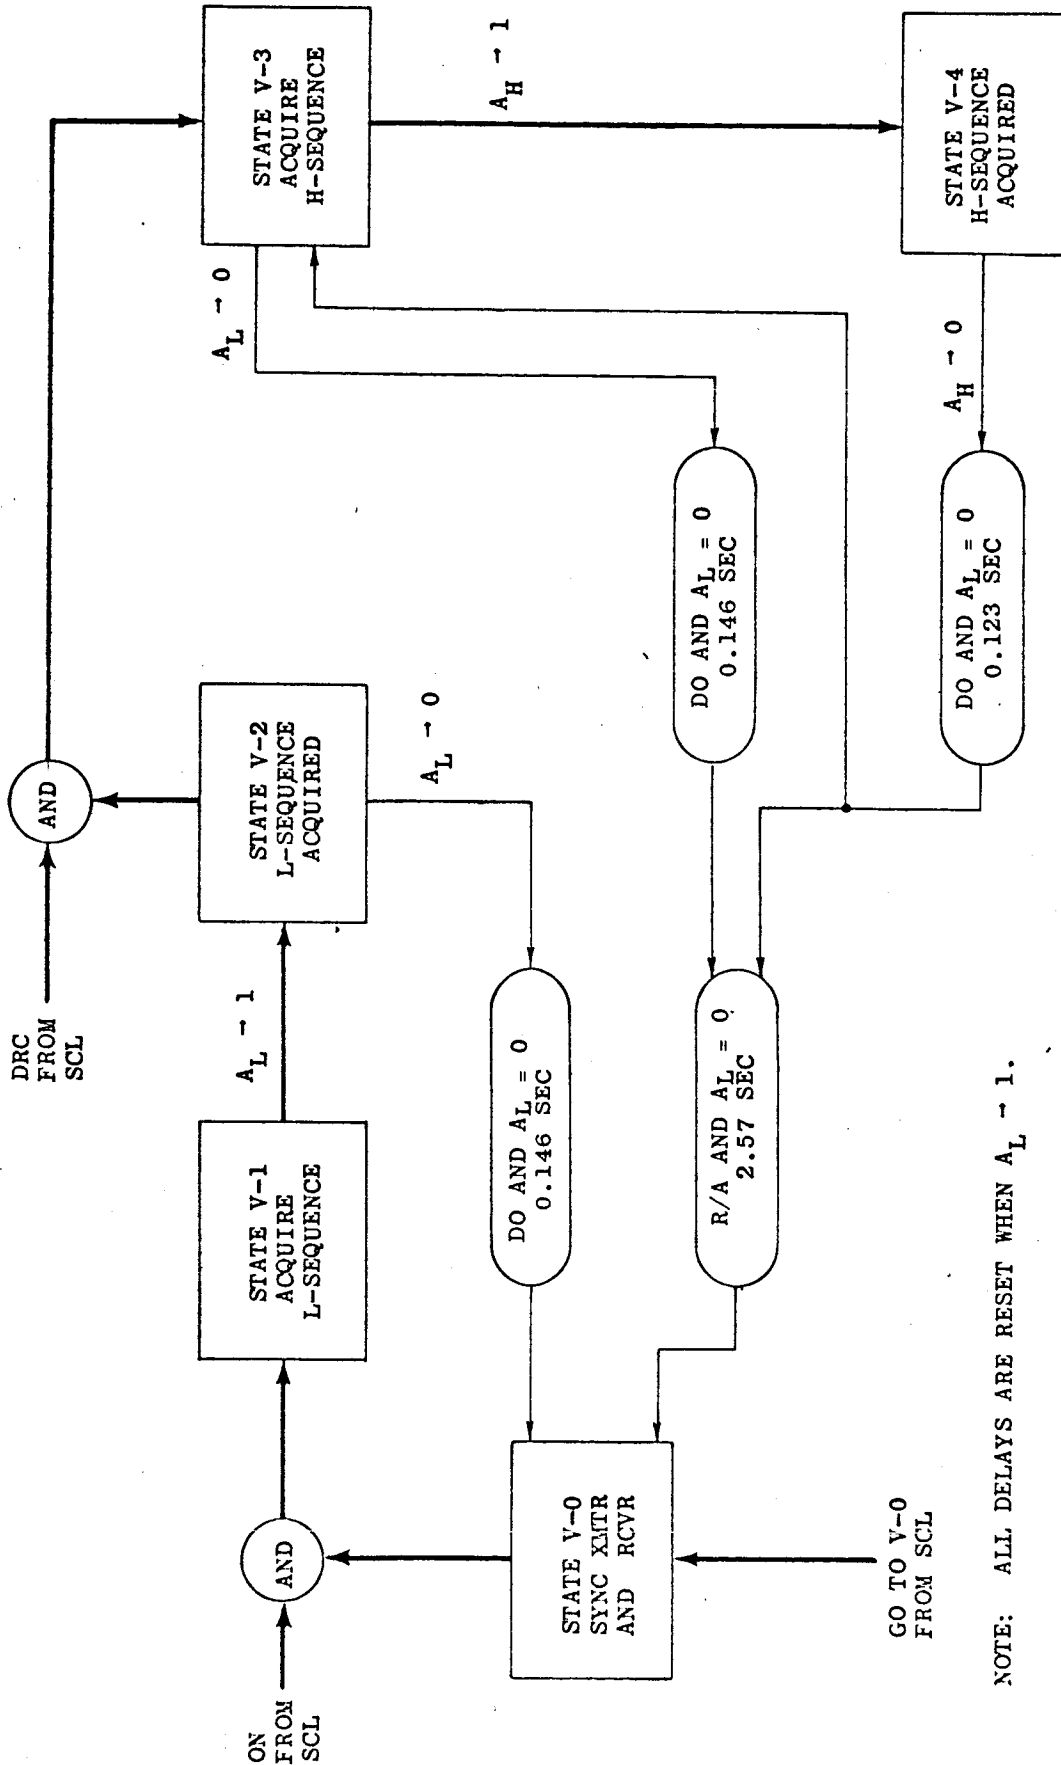 DRC
FROM
SCL
AND
ON
FROM
SCL
AND
STATE V-1
ACQUIRE
L-SEQUENCE
A_L → 1
STATE V-2
L-SEQUENCE
ACQUIRED
STATE V-3
ACQUIRE
H-SEQUENCE
A_L → 0
A_L → 0
A_H → 1
STATE V-0
SYNC XMTR
AND RCVR
DO AND A_L = 0
0.146 SEC
DO AND A_L = 0
0.146 SEC
R/A AND A_L = 0
2.57 SEC
GO TO V-0
FROM SCL
DO AND A_L = 0
0.123 SEC
A_H → 0
STATE V-4
H-SEQUENCE
ACQUIRED
NOTE: ALL DELAYS ARE RESET WHEN A_L → 1.